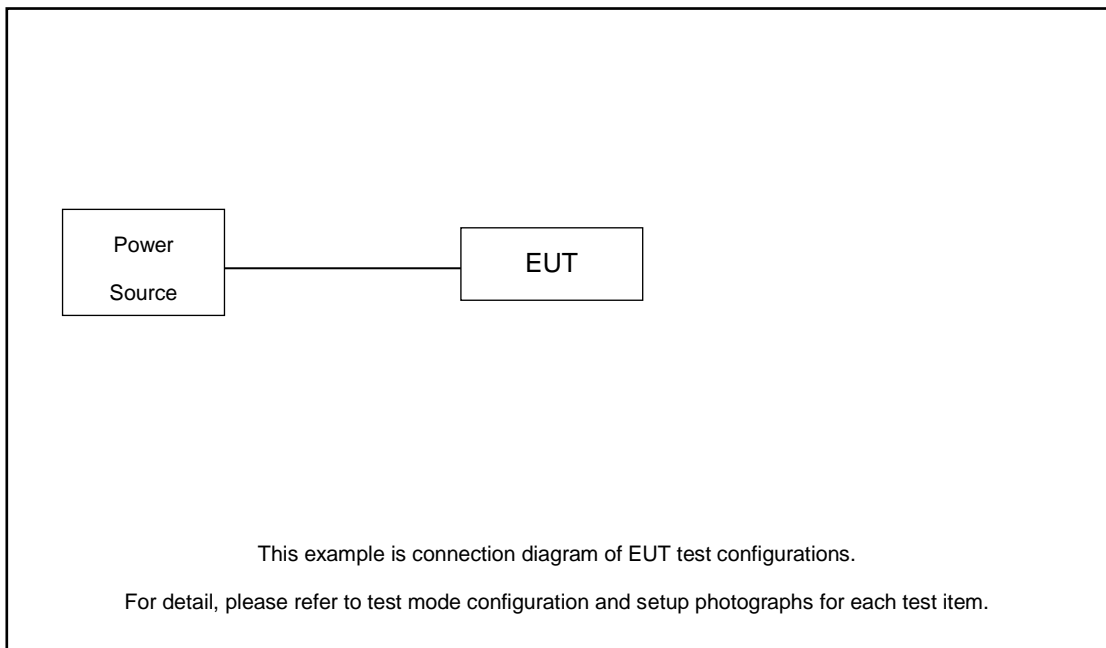 Power
Source
EUT
This example is connection diagram of EUT test configurations.
For detail, please refer to test mode configuration and setup photographs for each test item.